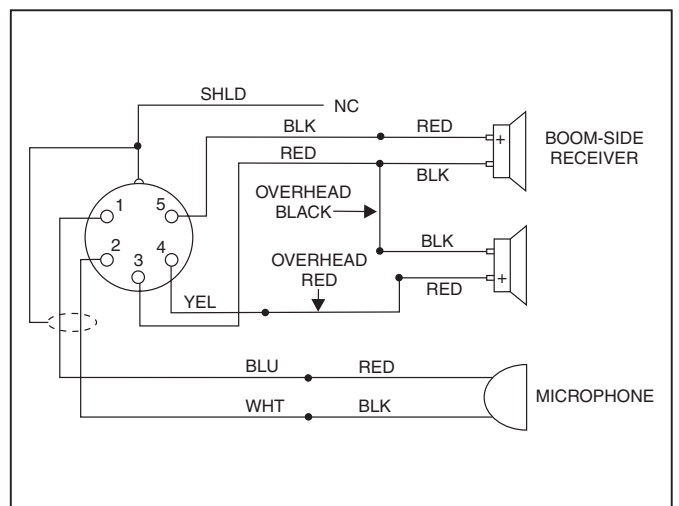 SHLD
NC
BLK
RED
BOOM-SIDE
RECEIVER
+
RED
BLK
1
5
2
4
3
OVERHEAD
BLACK
OVERHEAD
RED
BLK
+
RED
YEL
BLU
RED
MICROPHONE
WHT
BLK